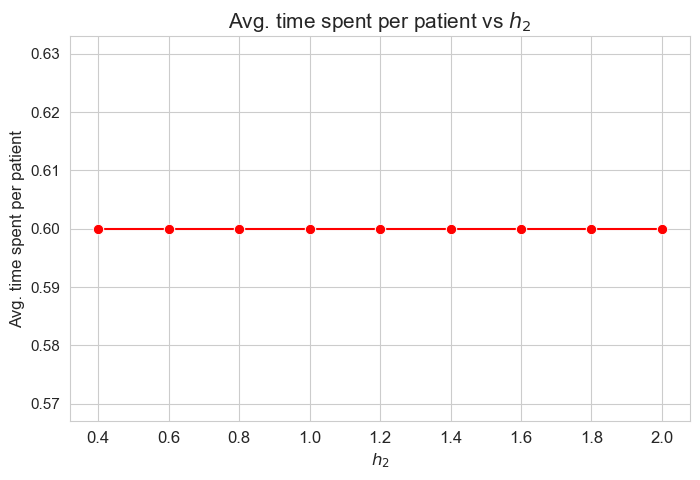 Avg. time spent per patient vs h₂
Avg. time spent per patient
0.63
0.62
0.61
0.60
0.59
0.58
0.57
0.4 0.6 0.8 1.0 1.2 1.4 1.6 1.8 2.0
h₂